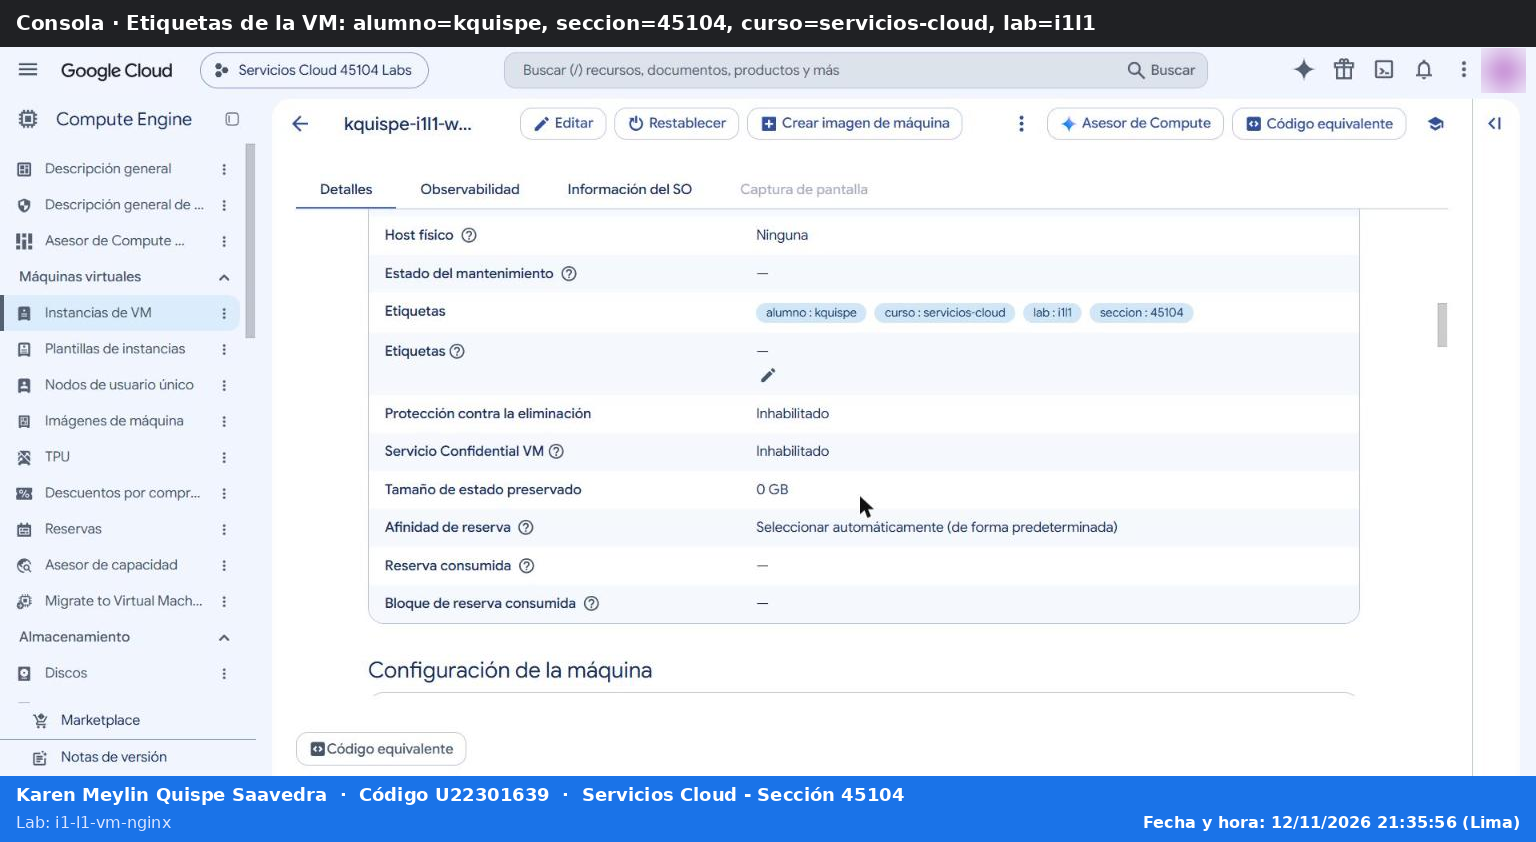 Consola · Etiquetas de la VM: alumno=kquispe, seccion=45104, curso=servicios-cloud, lab=i1l1
Google Cloud
Servicios Cloud 45104 Labs
Buscar (/) recursos, documentos, productos y más
Buscar
Compute Engine
Descripción general
Descripción general de ...
Asesor de Compute ...
Máquinas virtuales
Instancias de VM
Plantillas de instancias
Nodos de usuario único
Imágenes de máquina
TPU
Descuentos por compr...
Reservas
Asesor de capacidad
Migrate to Virtual Mach...
Almacenamiento
Discos
Marketplace
Notas de versión
kquispe-i1l1-w...
Editar
Restablecer
Crear imagen de máquina
Asesor de Compute
Código equivalente
Detalles
Observabilidad
Información del SO
Captura de pantalla
Host físico
Ninguna
Estado del mantenimiento
—
Etiquetas
alumno : kquispe
curso : servicios-cloud
lab : i1l1
seccion : 45104
Etiquetas
—
Protección contra la eliminación
Inhabilitado
Servicio Confidential VM
Inhabilitado
Tamaño de estado preservado
0 GB
Afinidad de reserva
Seleccionar automáticamente (de forma predeterminada)
Reserva consumida
—
Bloque de reserva consumida
—
Configuración de la máquina
Código equivalente
Karen Meylin Quispe Saavedra · Código U22301639 · Servicios Cloud - Sección 45104
Lab: i1-l1-vm-nginx
Fecha y hora: 12/11/2026 21:35:56 (Lima)